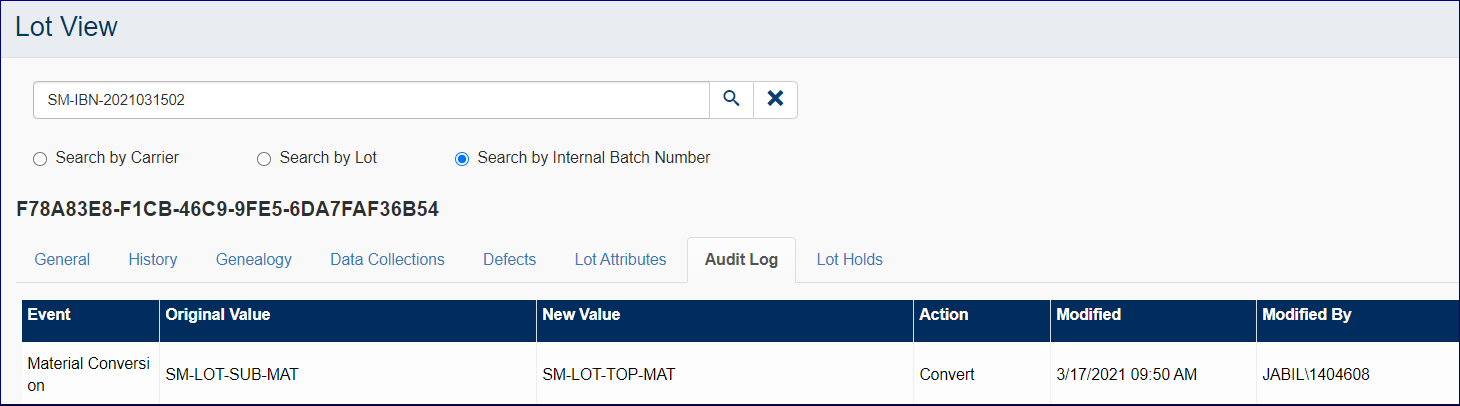 Lot View
SM-IBN-2021031502
Search by Carrier Search by Lot Search by Internal Batch Number
F78A83E8-F1CB-46C9-9FE5-6DA7FAF36B54
General History Genealogy Data Collections Defects Lot Attributes Audit Log Lot Holds
Event Original Value New Value Action Modified Modified By
Material Conversi
on SM-LOT-SUB-MAT SM-LOT-TOP-MAT Convert 3/17/2021 09:50 AM JABIL\1404608